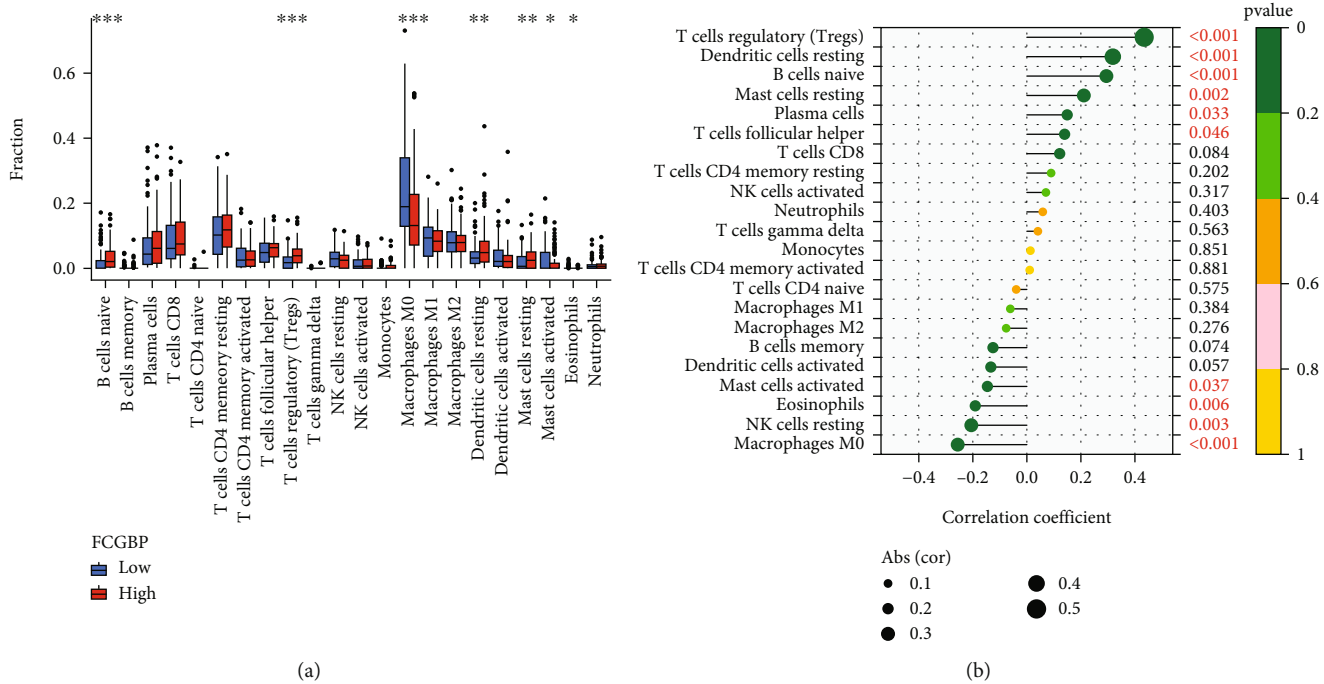 *** *** *** ** ** * *
Fraction
0.6
0.4
0.2
0.0
B cells naive
B cells memory
Plasma cells
T cells CD8
T cells CD4 naive
T cells CD4 memeory resting
T cells CD4 memory activated
T cells follicular helper
T cells regulatory (Tregs)
T cells gamma delta
NK cells resting
NK cells activated
Monocytes
Macrophages M0
Macrophages M1
Macrophages M2
Dendritic cells resting
Dendritic cells activated
Mast cells resting
Mast cells activated
Eosinophils
Neutrophils
FCGBP
Low
High
(a)
T cells regulatory (Tregs) <0.001
Dendritic cells resting <0.001
B cells naive <0.001
Mast cells resting 0.002
Plasma cells 0.033
T cells follicular helper 0.046
T cells CD8 0.084
T cells CD4 memory resting 0.202
NK cells activated 0.317
Neutrophils 0.403
T cells gamma delta 0.563
Monocytes 0.851
T cells CD4 memory activated 0.881
T cells CD4 naive 0.575
Macrophages M1 0.384
Macrophages M2 0.276
B cells memory 0.074
Dendritic cells activated 0.057
Mast cells activated 0.037
Eosinophils 0.006
NK cells resting 0.003
Macrophages M0 <0.001
−0.4 −0.2 0.0 0.2 0.4
Correlation coefficient
pvalue
0
0.2
0.4
0.6
0.8
1
Abs (cor)
0.1 0.4
0.2 0.5
0.3
(b)